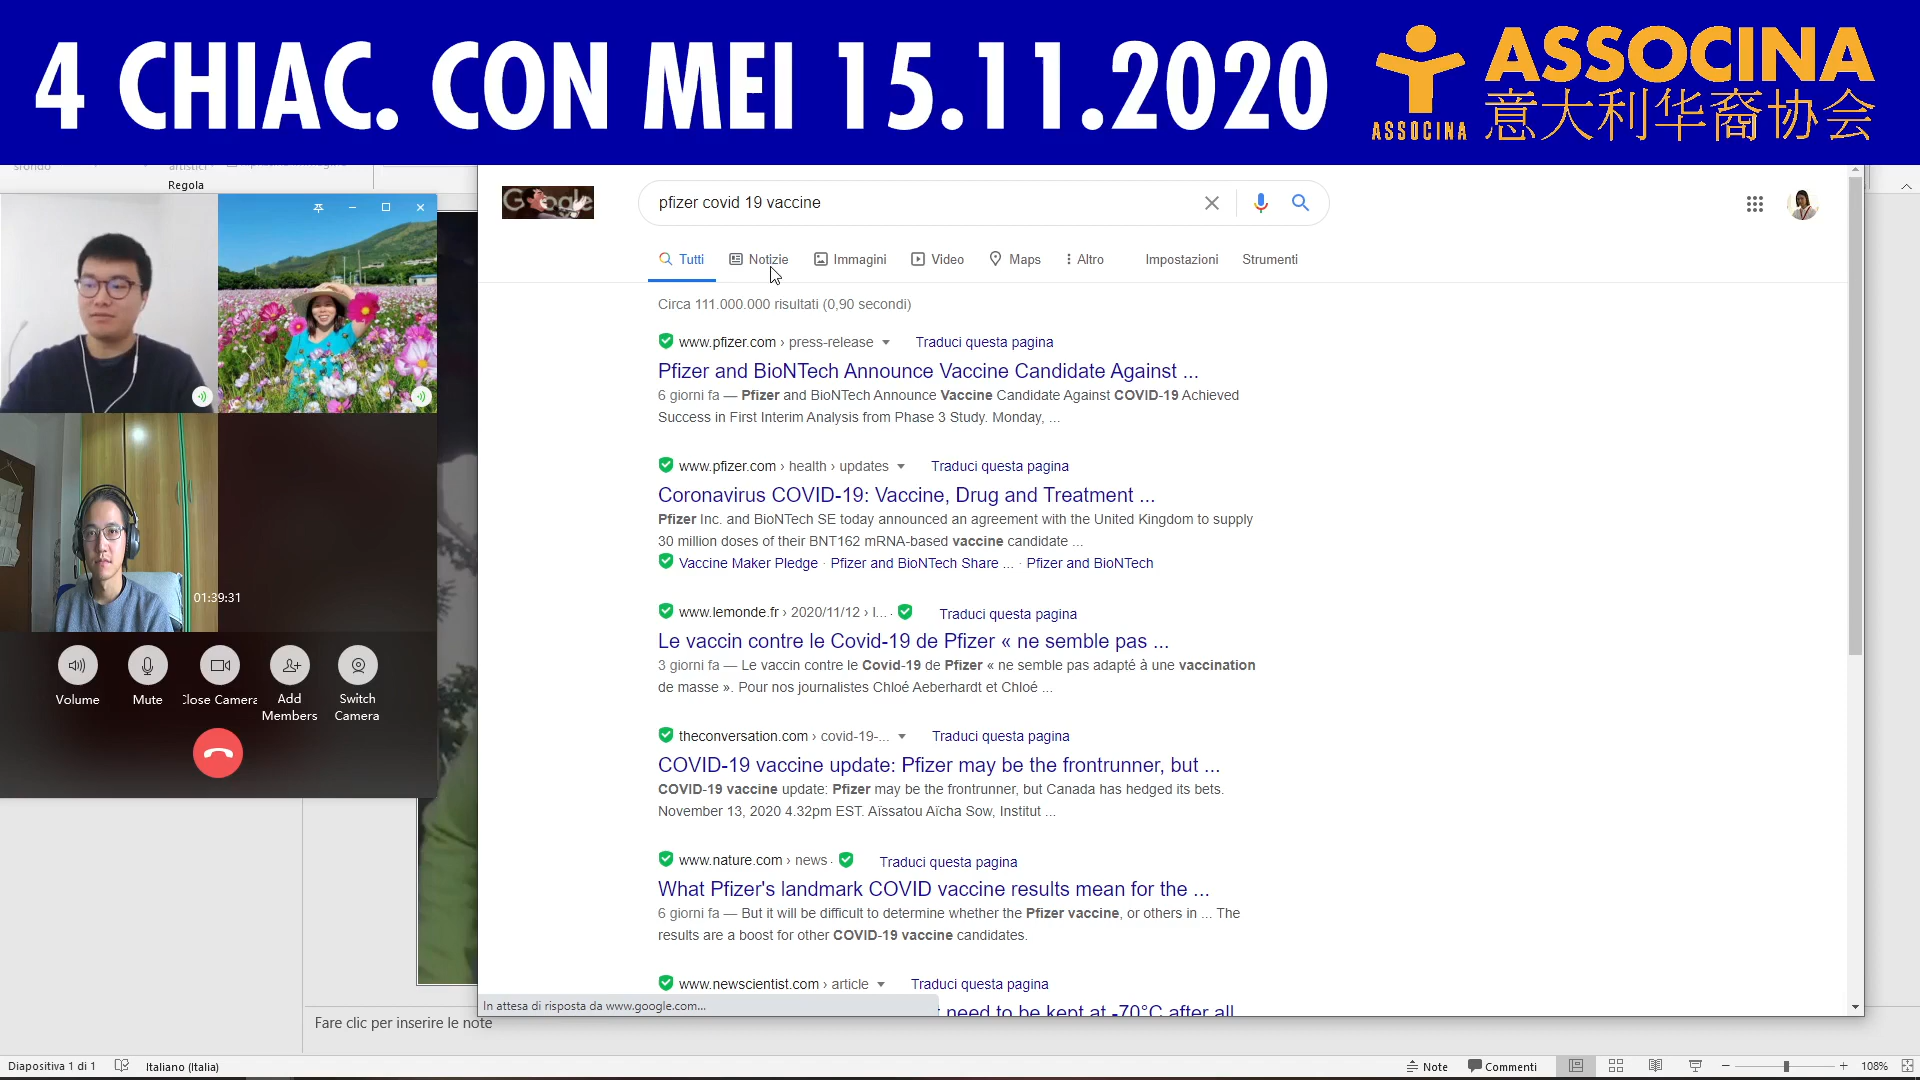 4 CHIAC. CON MEI 15.11.2020
ASSOCINA
ASSOCINA
意大利华裔协会
Regola
Google
pfizer covid 19 vaccine
Tutti
Notizie
Immagini
Video
Maps
Altro
Impostazioni
Strumenti
Circa 111.000.000 risultati (0,90 secondi)
www.pfizer.com › press-release Traduci questa pagina
Pfizer and BioNTech Announce Vaccine Candidate Against ...
6 giorni fa — Pfizer and BioNTech Announce Vaccine Candidate Against COVID-19 Achieved
Success in First Interim Analysis from Phase 3 Study. Monday, ...
www.pfizer.com › health › updates Traduci questa pagina
Coronavirus COVID-19: Vaccine, Drug and Treatment ...
Pfizer Inc. and BioNTech SE today announced an agreement with the United Kingdom to supply
30 million doses of their BNT162 mRNA-based vaccine candidate ...
Vaccine Maker Pledge · Pfizer and BioNTech Share ... · Pfizer and BioNTech
www.lemonde.fr › 2020/11/12 › l... Traduci questa pagina
Le vaccin contre le Covid-19 de Pfizer « ne semble pas ...
3 giorni fa — Le vaccin contre le Covid-19 de Pfizer « ne semble pas adapté à une vaccination
de masse ». Pour nos journalistes Chloé Aeberhardt et Chloé ...
theconversation.com › covid-19-... Traduci questa pagina
COVID-19 vaccine update: Pfizer may be the frontrunner, but ...
COVID-19 vaccine update: Pfizer may be the frontrunner, but Canada has hedged its bets.
November 13, 2020 4.32pm EST. Aïssatou Aïcha Sow, Institut ...
www.nature.com › news Traduci questa pagina
What Pfizer's landmark COVID vaccine results mean for the ...
6 giorni fa — But it will be difficult to determine whether the Pfizer vaccine, or others in ... The
results are a boost for other COVID-19 vaccine candidates.
www.newscientist.com › article Traduci questa pagina
need to be kept at -70°C after all
In attesa di risposta da www.google.com...
01:39:31
Volume
Mute
Close Camera
Add
Members
Switch
Camera
Fare clic per inserire le note
Diapositiva 1 di 1
Italiano (Italia)
Note
Commenti
108%